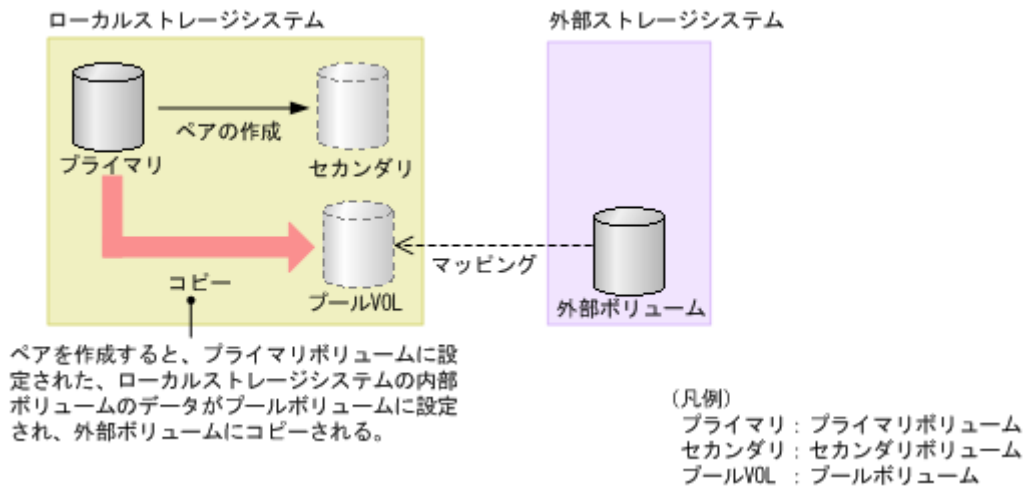 ローカルストレージシステム
外部ストレージシステム
ペアの作成
プライマリ
セカンダリ
マッピング
コピー
プールVOL
外部ボリューム
ペアを作成すると、プライマリボリュームに設
定された、ローカルストレージシステムの内部
ボリュームのデータがプールボリュームに設定
され、外部ボリュームにコピーされる。
(凡例)
プライマリ：プライマリボリューム
セカンダリ：セカンダリボリューム
プールVOL ：プールボリューム